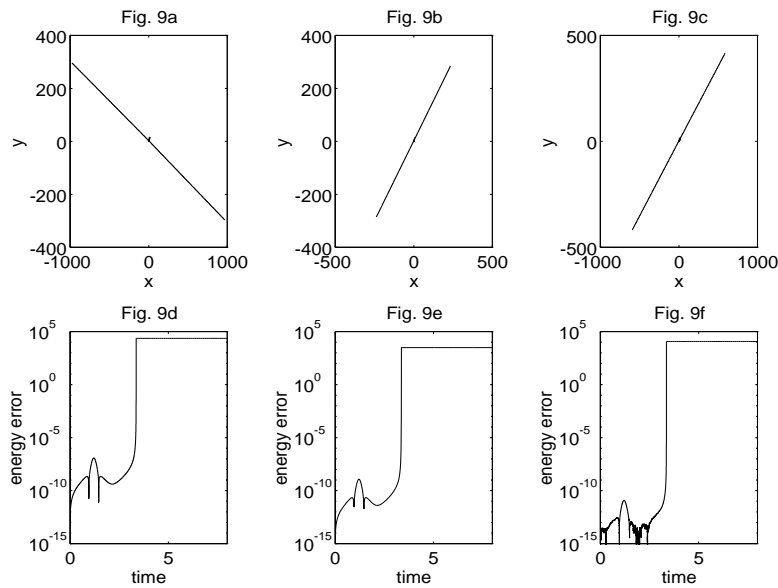 Fig. 9a
400
200
0
-200
-400
-1000
0
1000
x
y
Fig. 9b
400
200
0
-200
-400
-500
0
500
x
y
Fig. 9c
500
0
-500
-1000
0
1000
x
y
Fig. 9d
10^5
10^0
10^-5
10^-10
10^-15
0
5
time
energy error
Fig. 9e
10^5
10^0
10^-5
10^-10
10^-15
0
5
time
energy error
Fig. 9f
10^5
10^0
10^-5
10^-10
10^-15
0
5
time
energy error